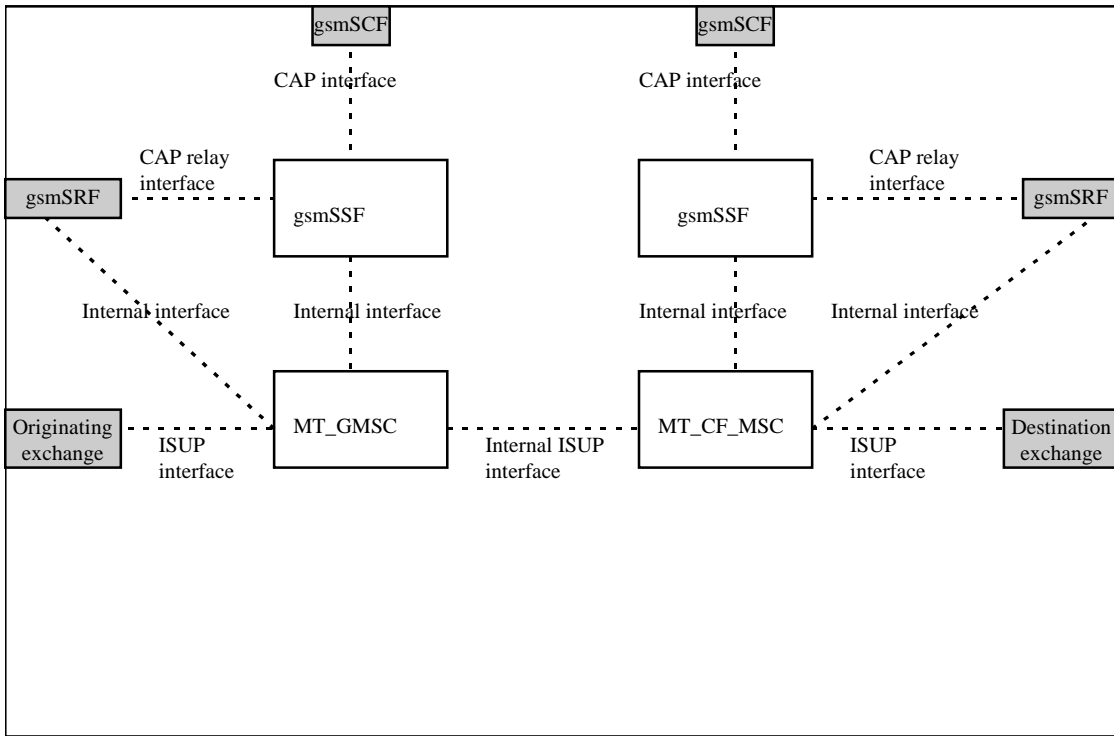 gsmSCF
gsmSCF
CAP interface
CAP interface
CAP relay
interface
CAP relay
interface
gsmSRF
gsmSSF
gsmSSF
gsmSRF
Internal interface
Internal interface
Internal interface
Internal interface
Originating
exchange
ISUP
interface
MT_GMSC
Internal ISUP
interface
MT_CF_MSC
ISUP
interface
Destination
exchange